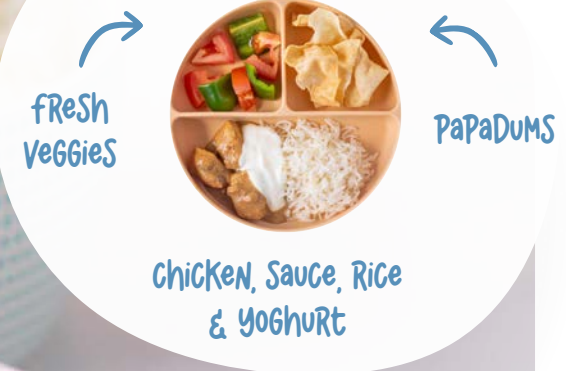 fresh
veggies
papadums
chicken, sauce, rice
& yoghurt